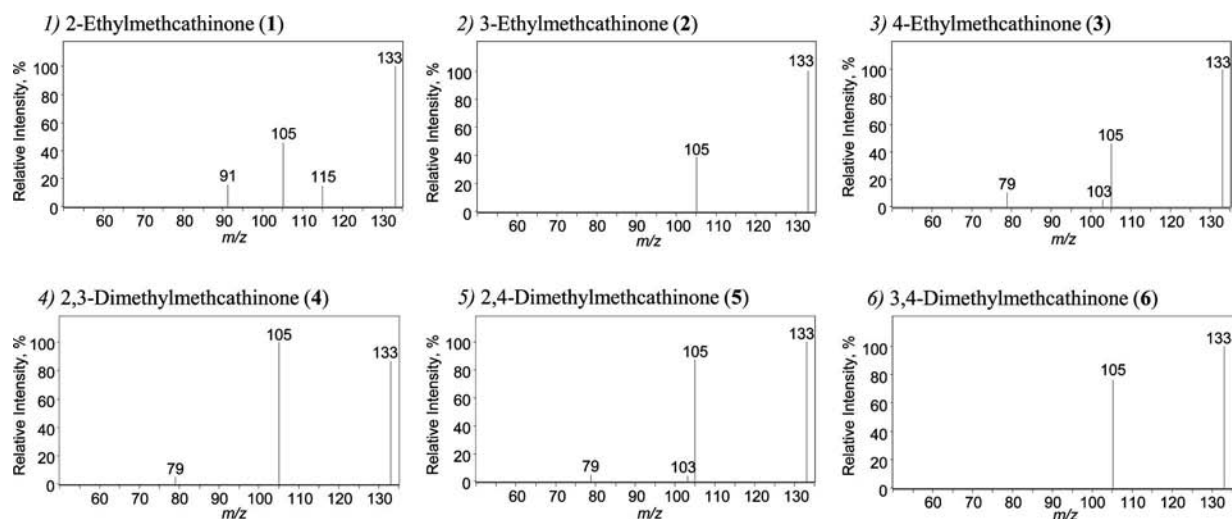 1) 2-Ethylmethcathinone (1)
Relative Intensity, %
100
80
60
40
20
0
133
105
91
115
60 70 80 90 100 110 120 130
m/z
2) 3-Ethylmethcathinone (2)
Relative Intensity, %
100
80
60
40
20
0
133
105
60 70 80 90 100 110 120 130
m/z
3) 4-Ethylmethcathinone (3)
Relative Intensity, %
100
80
60
40
20
0
133
105
79
103
60 70 80 90 100 110 120 130
m/z
4) 2,3-Dimethylmethcathinone (4)
Relative Intensity, %
100
80
60
40
20
0
105
133
79
60 70 80 90 100 110 120 130
m/z
5) 2,4-Dimethylmethcathinone (5)
Relative Intensity, %
100
80
60
40
20
0
133
105
79
103
60 70 80 90 100 110 120 130
m/z
6) 3,4-Dimethylmethcathinone (6)
Relative Intensity, %
100
80
60
40
20
0
133
105
60 70 80 90 100 110 120 130
m/z